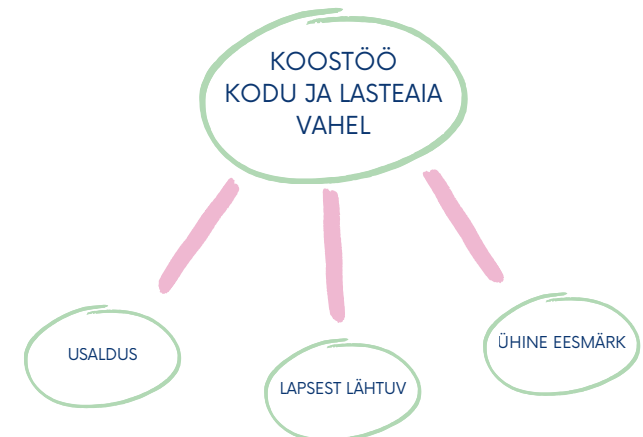 KOOSTÖÖ
KODU JA LASTEAIA
VAHEL
USALDUS
LAPSEST LÄHTUV
ÜHINE EESMÄRK